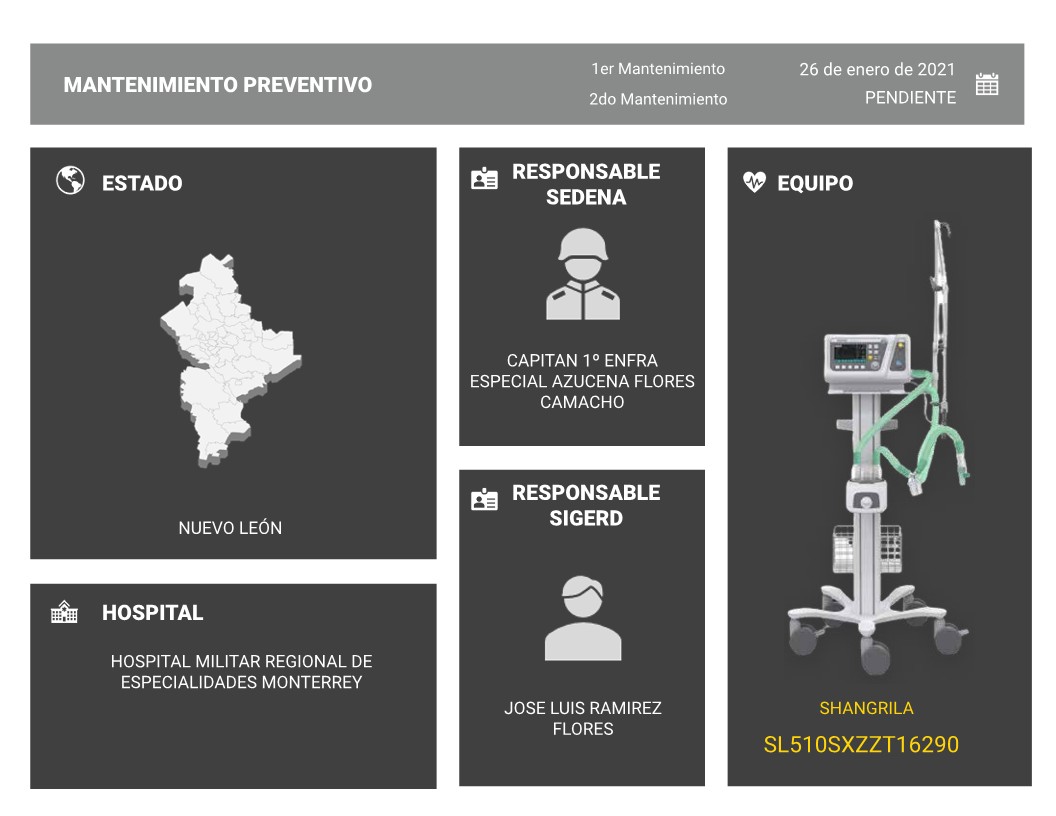 MANTENIMIENTO PREVENTIVO
1er Mantenimiento
26 de enero de 2021
2do Mantenimiento
PENDIENTE
ESTADO
NUEVO LEÓN
HOSPITAL
HOSPITAL MILITAR REGIONAL DE
ESPECIALIDADES MONTERREY
RESPONSABLE
SEDENA
CAPITAN 1º ENFRA
ESPECIAL AZUCENA FLORES
CAMACHO
RESPONSABLE
SIGERD
JOSE LUIS RAMIREZ
FLORES
EQUIPO
SHANGRILA
SL510SXZZT16290